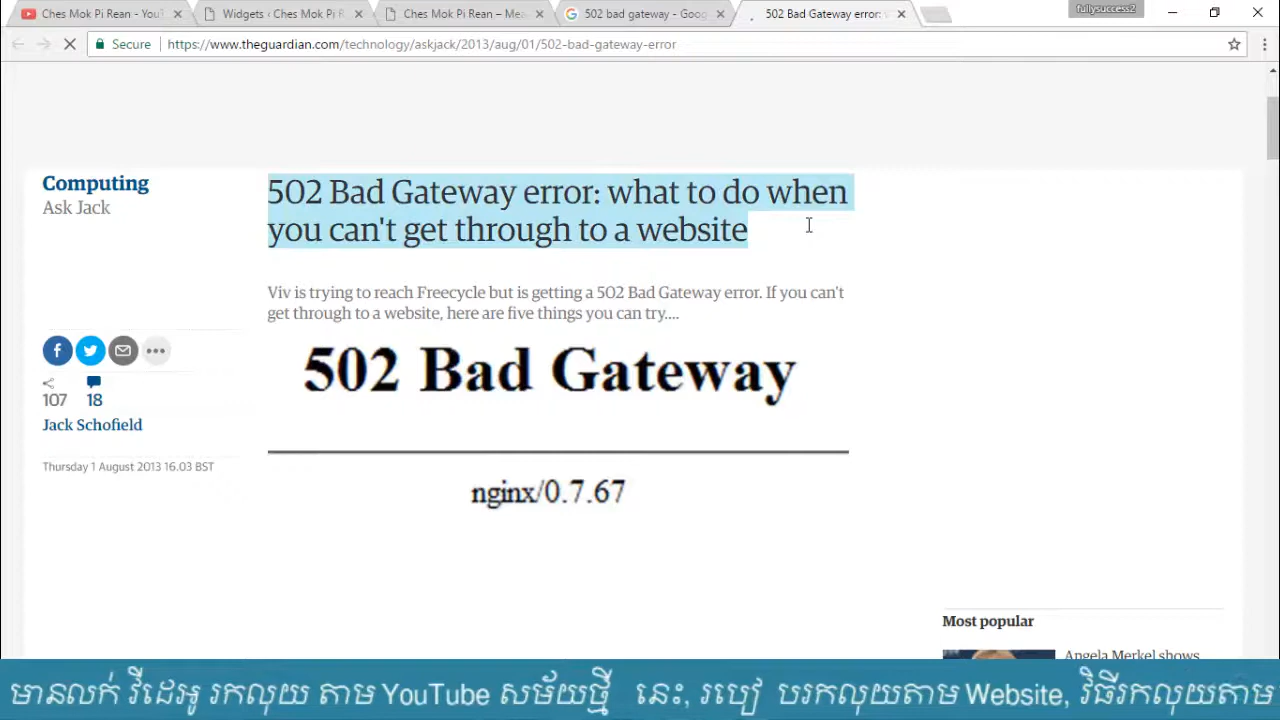 Ches Mok Pi Rean - YouT
Widgets ‹ Ches Mok Pi R
Ches Mok Pi Rean – Mea
502 bad gateway - Goog
502 Bad Gateway error: w
fullysuccess2
Secure
https://www.theguardian.com/technology/askjack/2013/aug/01/502-bad-gateway-error
Computing
Ask Jack
502 Bad Gateway error: what to do when
you can't get through to a website
Viv is trying to reach Freecycle but is getting a 502 Bad Gateway error. If you can't
get through to a website, here are five things you can try....
107
18
Jack Schofield
Thursday 1 August 2013 16.03 BST
502 Bad Gateway
nginx/0.7.67
Most popular
Angela Merkel shows
មានលក់ វីដេអូ រកលុយ តាម YouTube សម័យថ្មី នេះ, របៀ បរកលុយតាម Website, វិធីរកលុយតាម